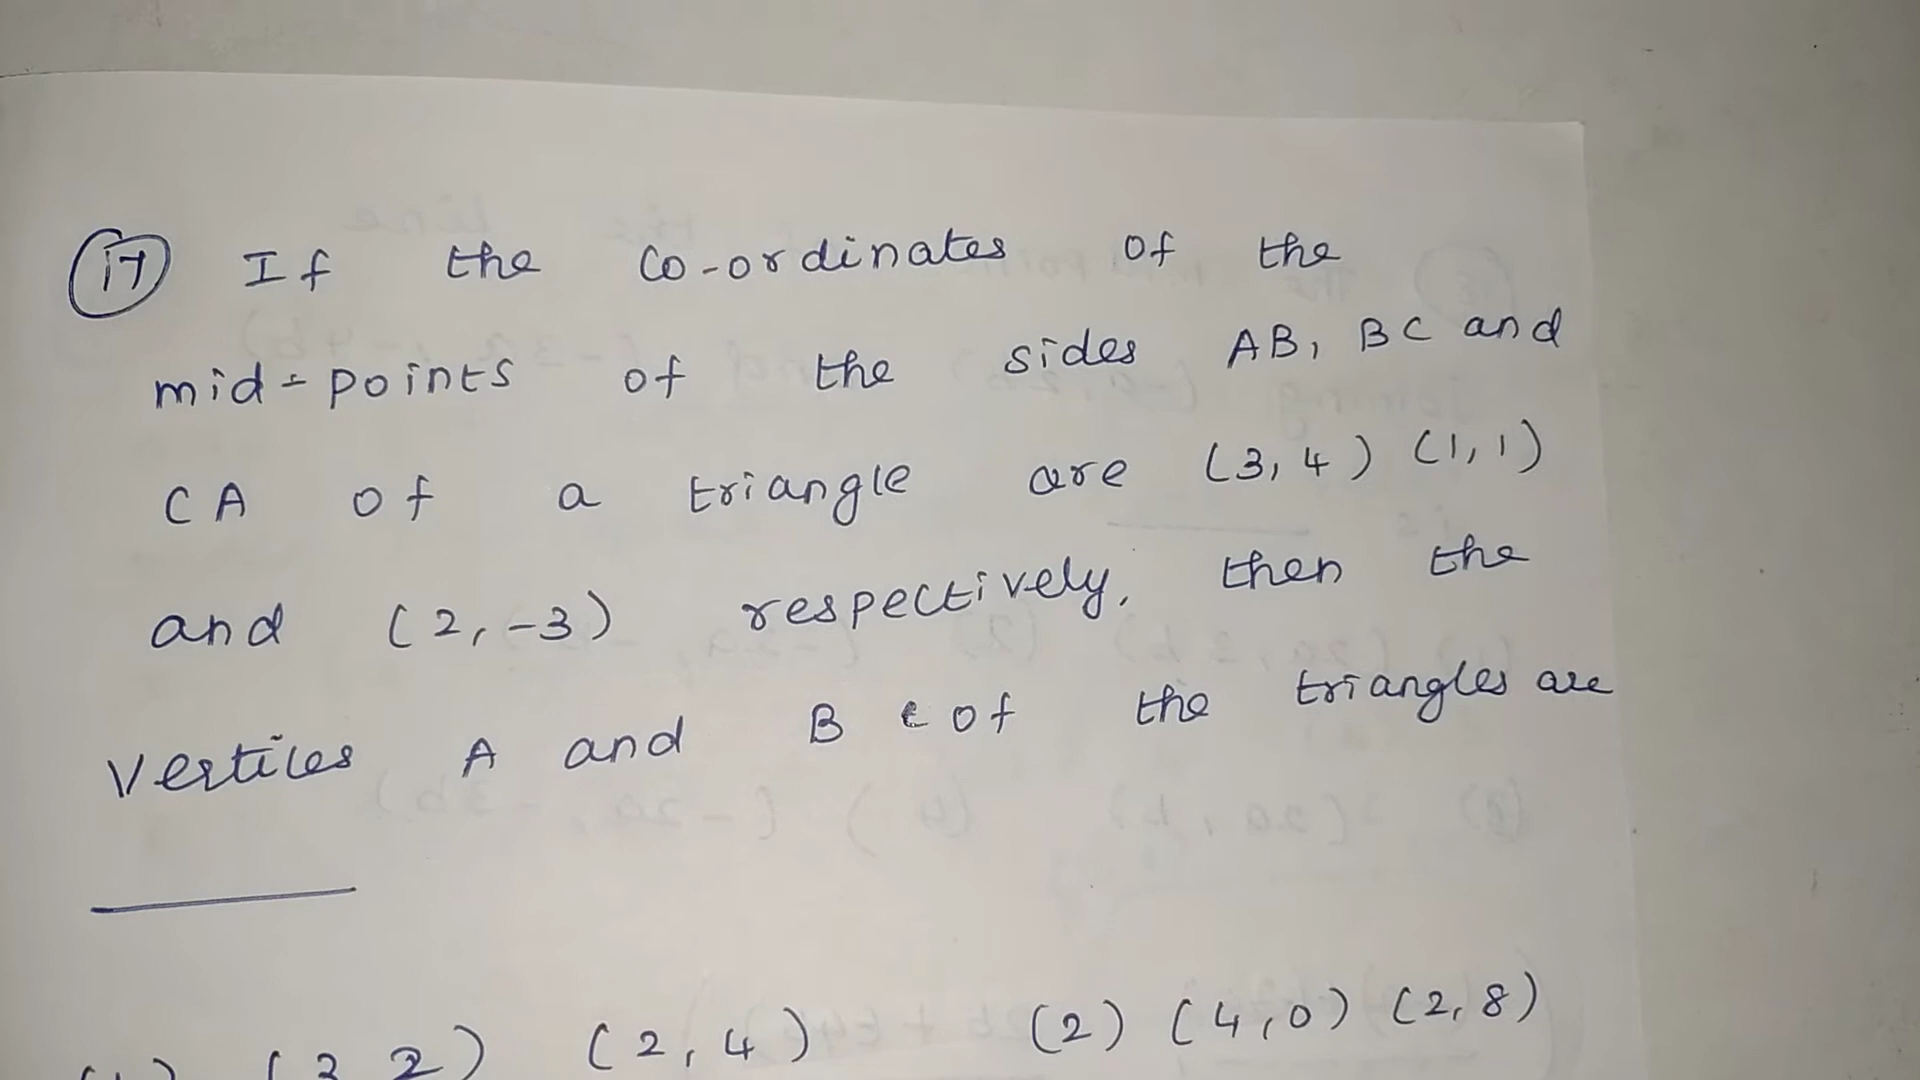 (17) If the Co-ordinates of the
mid-points of the sides AB, BC and
CA of a triangle are (3,4) (1,1)
and (2,-3) respectively, then the
vertices A and B of the triangles are
(2,4) (2) (4,0) (2,8)